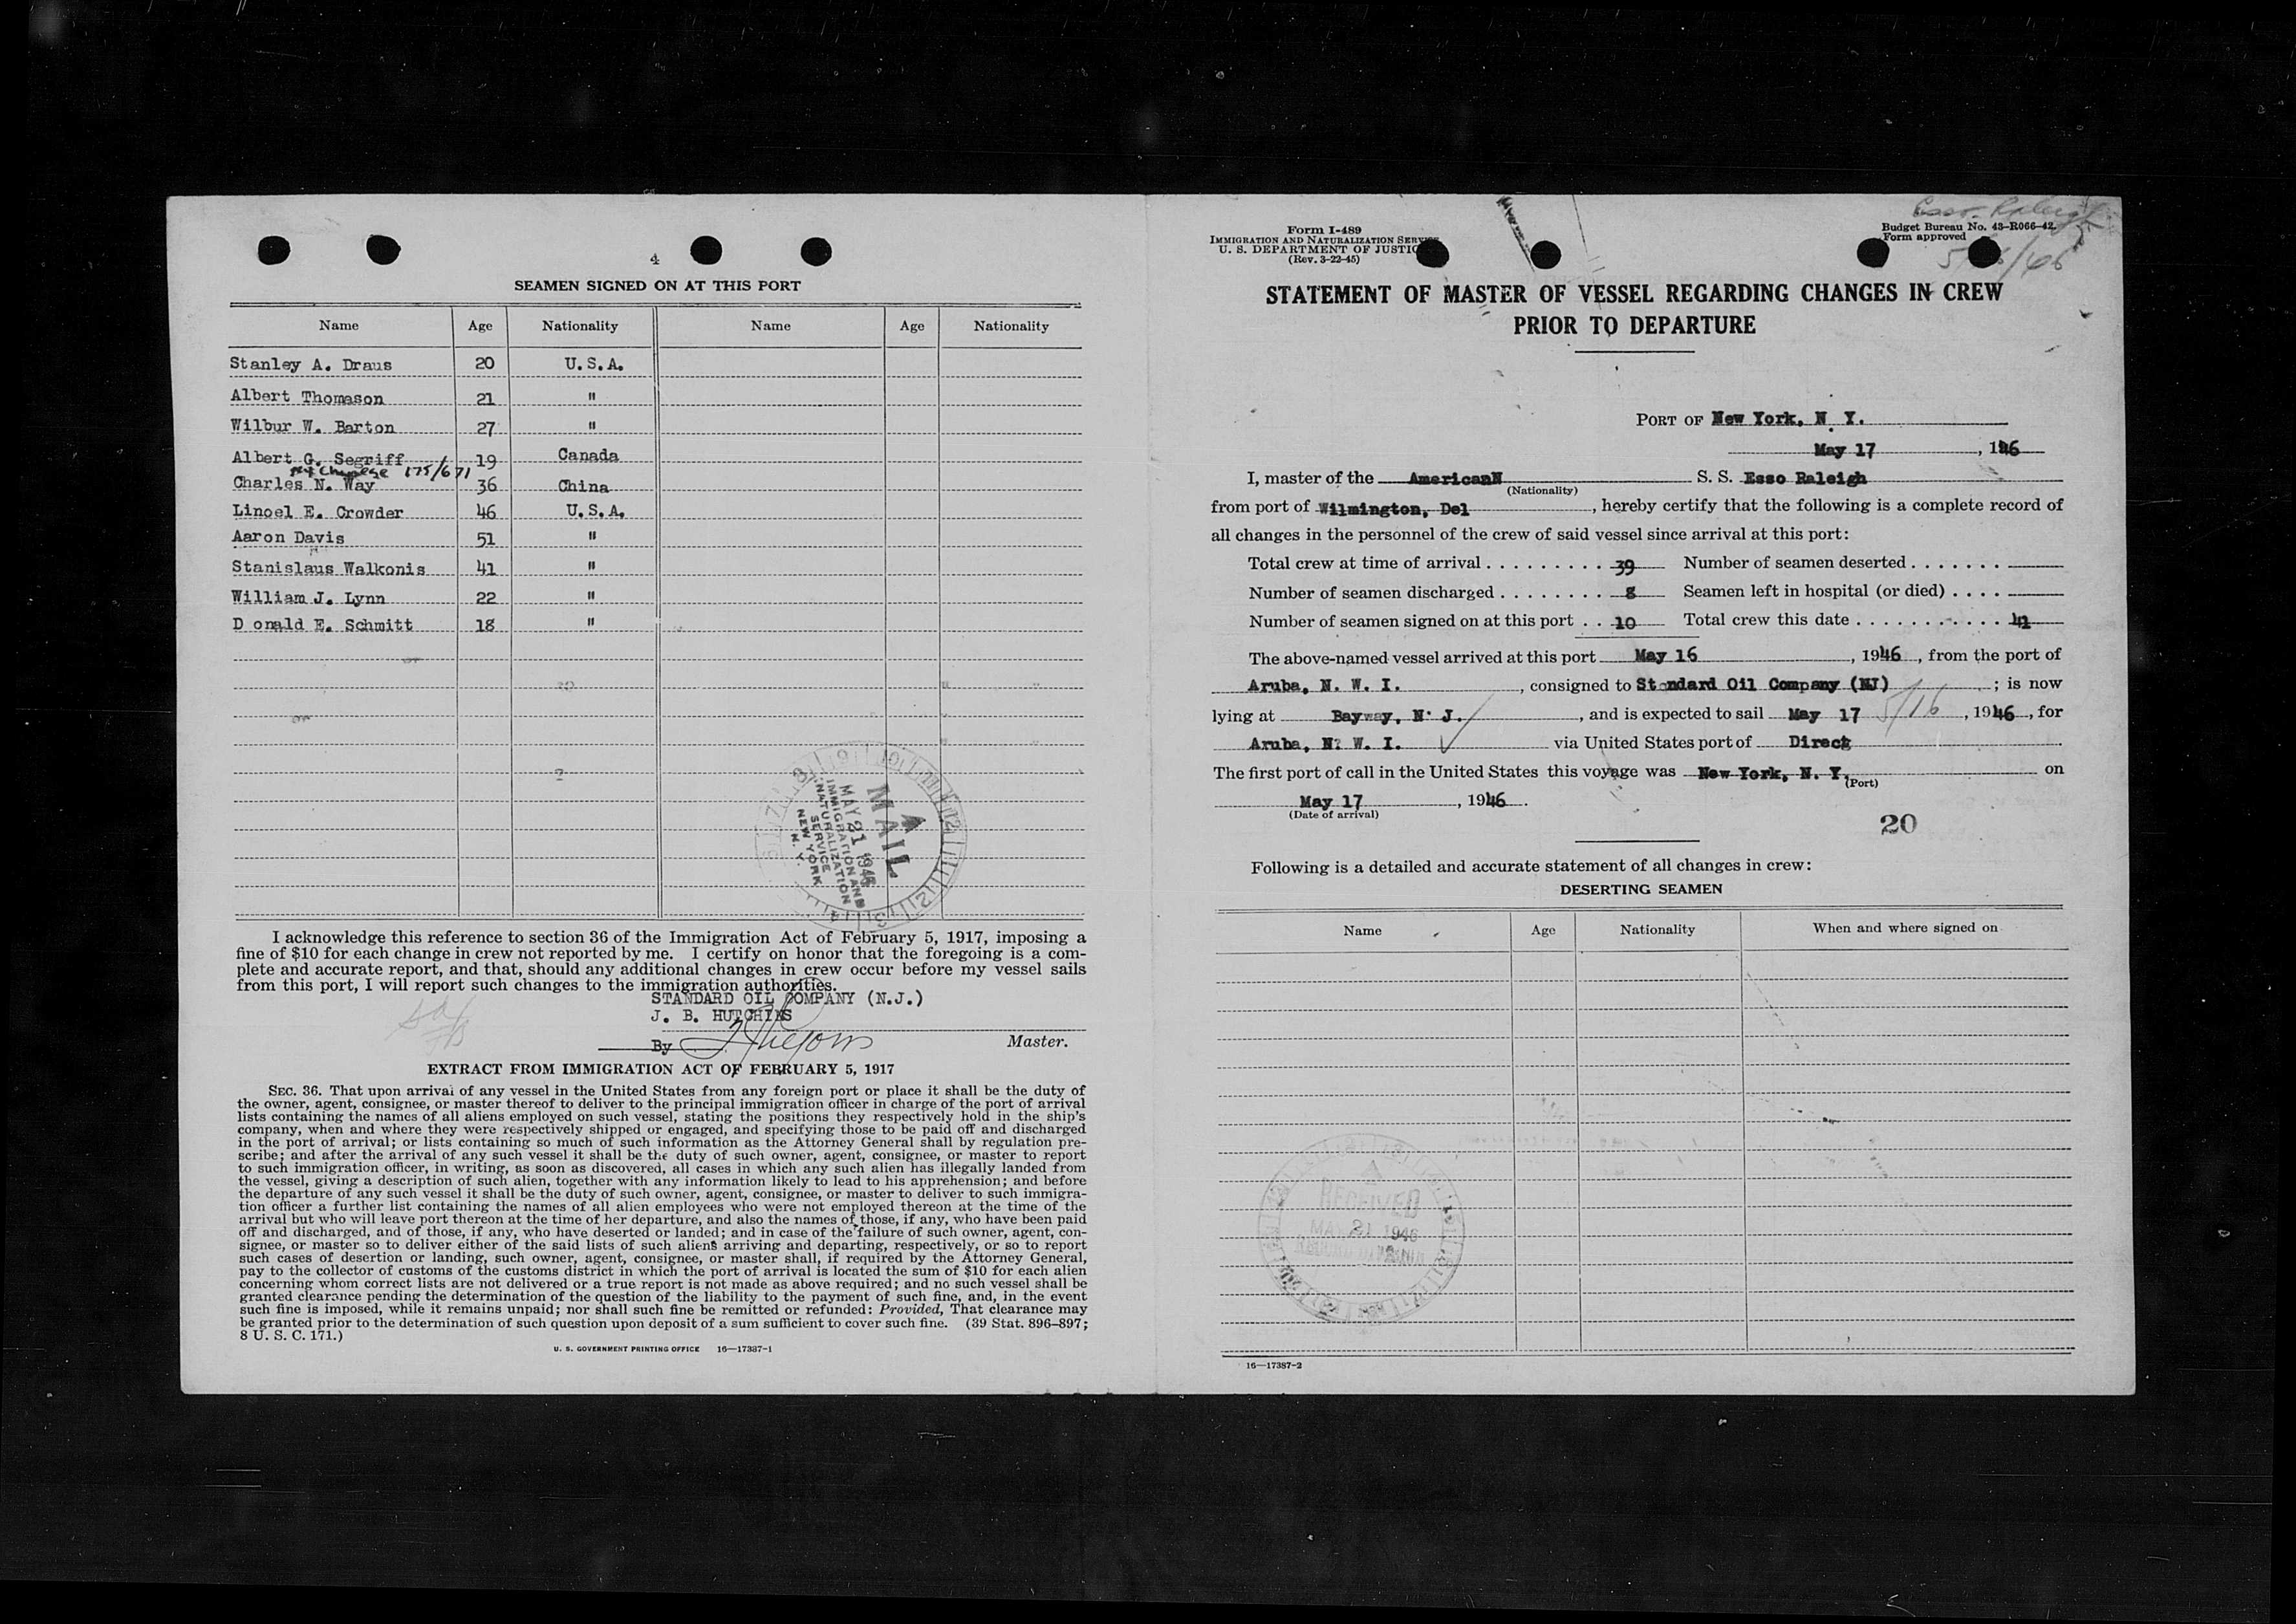 4
SEAMEN SIGNED ON AT THIS PORT
Name Age Nationality Name Age Nationality
Stanley A. Draus 20 U.S.A.
Albert Thomason 21 "
Wilbur W. Barton 27 "
Albert G. Segriff 19 Canada
Chinese 175/671
Charles N. Way 36 China
Linoel E. Crowder 46 U.S.A.
Aaron Davis 51 "
Stanislaus Walkonis 41 "
William J. Lynn 22 "
D onald E. Schmitt 18 "
MAIL
MAY 21 1946
IMMIGRATION AND
NATURALIZATION
SERVICE
NEW YORK
N. Y.
I acknowledge this reference to section 36 of the Immigration Act of February 5, 1917, imposing a
fine of $10 for each change in crew not reported by me. I certify on honor that the foregoing is a com-
plete and accurate report, and that, should any additional changes in crew occur before my vessel sails
from this port, I will report such changes to the immigration authorities.
STANDARD OIL COMPANY (N.J.)
J. B. HUTCHINS
By Master.
EXTRACT FROM IMMIGRATION ACT OF FEBRUARY 5, 1917
SEC. 36. That upon arrival of any vessel in the United States from any foreign port or place it shall be the duty of
the owner, agent, consignee, or master thereof to deliver to the principal immigration officer in charge of the port of arrival
lists containing the names of all aliens employed on such vessel, stating the positions they respectively hold in the ship's
company, when and where they were respectively shipped or engaged, and specifying those to be paid off and discharged
in the port of arrival; or lists containing so much of such information as the Attorney General shall by regulation pre-
scribe; and after the arrival of any such vessel it shall be the duty of such owner, agent, consignee, or master to report
to such immigration officer, in writing, as soon as discovered, all cases in which any such alien has illegally landed from
the vessel, giving a description of such alien, together with any information likely to lead to his apprehension; and before
the departure of any such vessel it shall be the duty of such owner, agent, consignee, or master to deliver to such immigra-
tion officer a further list containing the names of all alien employees who were not employed thereon at the time of the
arrival but who will leave port thereon at the time of her departure, and also the names of those, if any, who have been paid
off and discharged, and of those, if any, who have deserted or landed; and in case of the failure of such owner, agent, con-
signee, or master so to deliver either of the said lists of such aliens arriving and departing, respectively, or so to report
such cases of desertion or landing, such owner, agent, consignee, or master shall, if required by the Attorney General,
pay to the collector of customs of the customs district in which the port of arrival is located the sum of $10 for each alien
concerning whom correct lists are not delivered or a true report is not made as above required; and no such vessel shall be
granted clearance pending the determination of the question of the liability to the payment of such fine, and, in the event
such fine is imposed, while it remains unpaid; nor shall such fine be remitted or refunded: Provided, That clearance may
be granted prior to the determination of such question upon deposit of a sum sufficient to cover such fine. (39 Stat. 896–897;
8 U. S. C. 171.)
U. S. GOVERNMENT PRINTING OFFICE 16—17387-1
Esso Raleigh
Form I-489
IMMIGRATION AND NATURALIZATION SERVICE
U. S. DEPARTMENT OF JUSTICE
(Rev. 3-22-45)
Budget Bureau No. 43-R066-42.
Form approved
STATEMENT OF MASTER OF VESSEL REGARDING CHANGES IN CREW
PRIOR TO DEPARTURE
PORT OF New York, N Y.
May 17, 1946
I, master of the AmericanN S. S. Esso Raleigh
(Nationality)
from port of Wilmington, Del, hereby certify that the following is a complete record of
all changes in the personnel of the crew of said vessel since arrival at this port:
Total crew at time of arrival . . . . . . . . . . 39 Number of seamen deserted . . . . . . .
Number of seamen discharged . . . . . . . . 8 Seamen left in hospital (or died) . . . .
Number of seamen signed on at this port . . 10 Total crew this date . . . . . . . . . . . . 41
The above-named vessel arrived at this port May 16, 1946, from the port of
Aruba, N. W. I., consigned to Standard Oil Company (NJ); is now
lying at Bayway, N. J., and is expected to sail May 17 5/16, 1946, for
Aruba, N. W. I. via United States port of Direct
The first port of call in the United States this voyage was New York, N. Y. on
(Port)
May 17, 1946.
(Date of arrival)
20
Following is a detailed and accurate statement of all changes in crew:
DESERTING SEAMEN
Name Age Nationality When and where signed on
RECEIVED
MAY 21 1946
16—17387-2